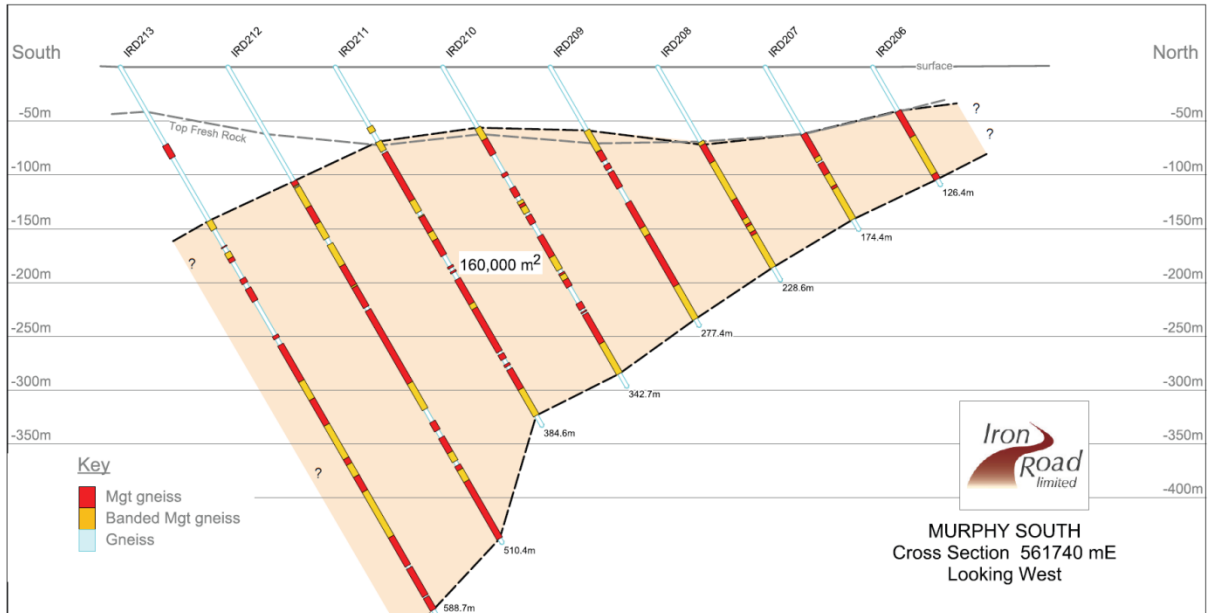 IRD213
IRD212
IRD211
IRD210
IRD209
IRD208
IRD207
IRD206
South
North
surface
-50m
-50m
Top Fresh Rock
?
?
-100m
-100m
126.4m
-150m
-150m
174.4m
?
160,000 m²
-200m
-200m
228.6m
-250m
-250m
277.4m
-300m
-300m
342.7m
384.6m
-350m
-350m
?
-400m
510.4m
588.7m
Key
Mgt gneiss
Banded Mgt gneiss
Gneiss
Iron
Road
limited
MURPHY SOUTH
Cross Section 561740 mE
Looking West